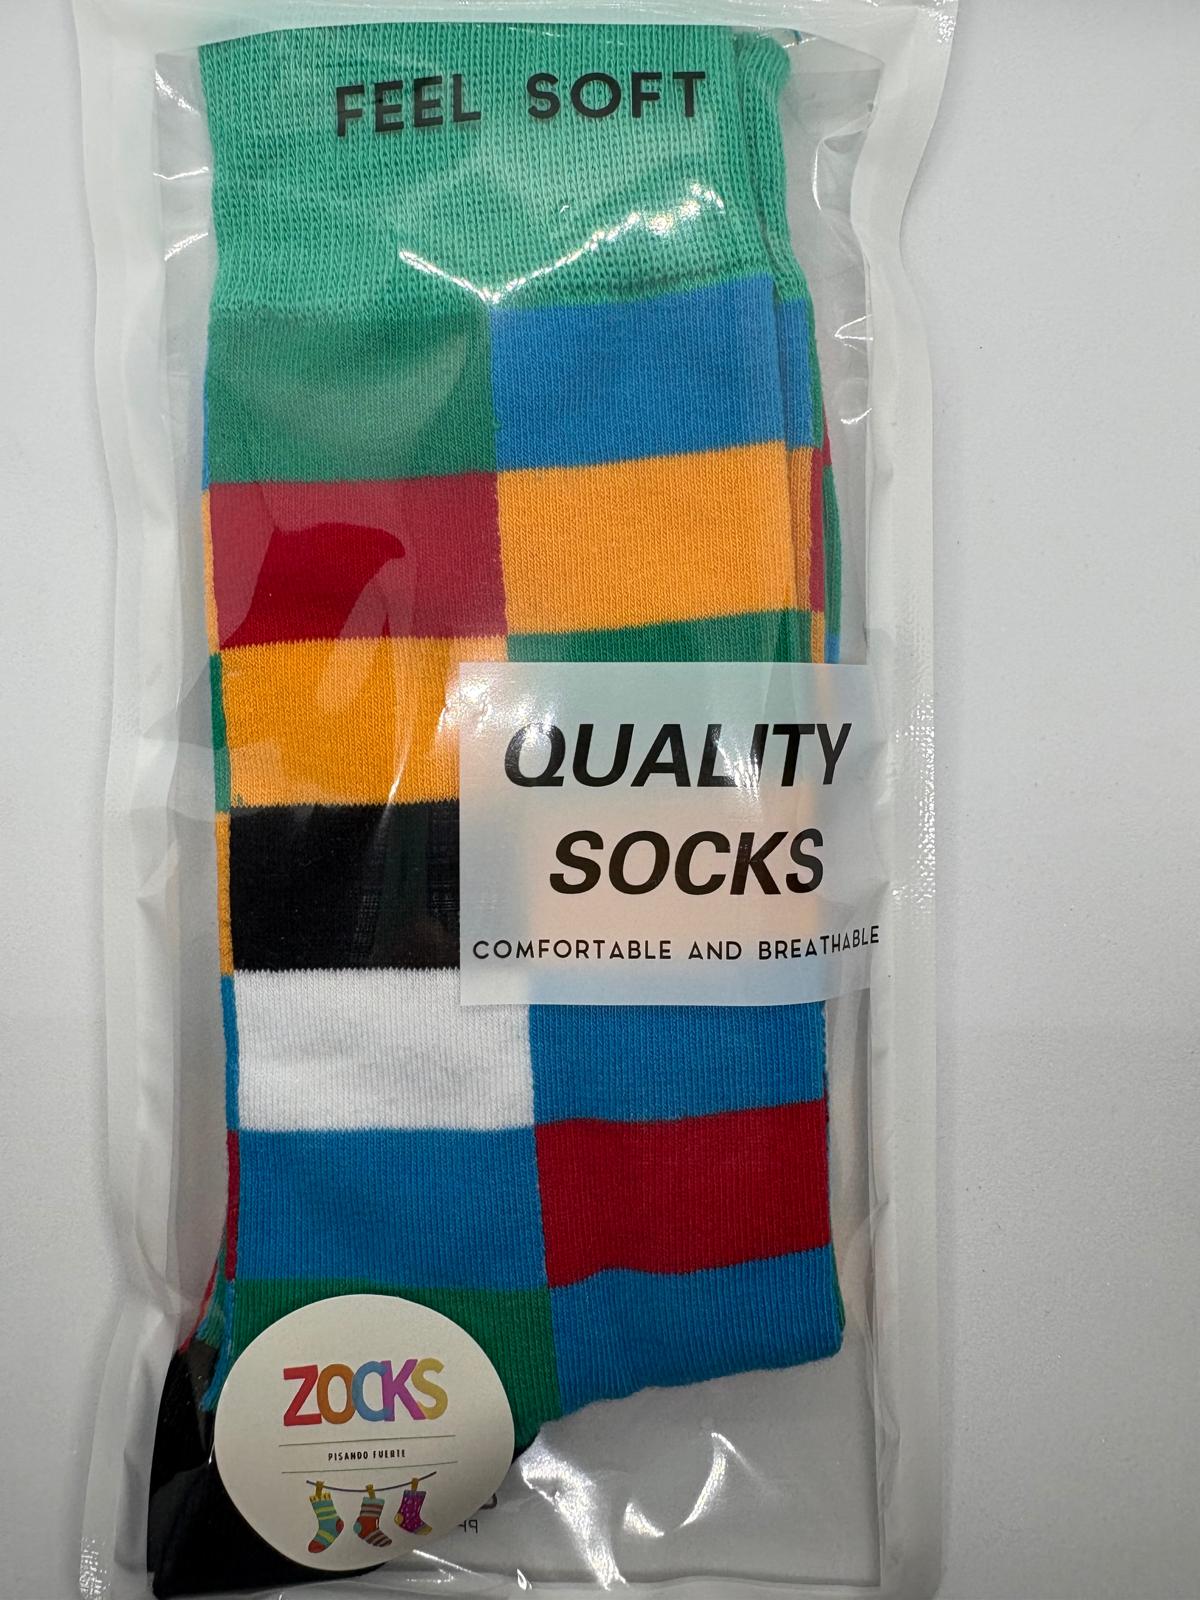 FEEL SOFT
QUALITY
SOCKS
COMFORTABLE AND BREATHABLE
ZOCKS
PISANDO FUERTE